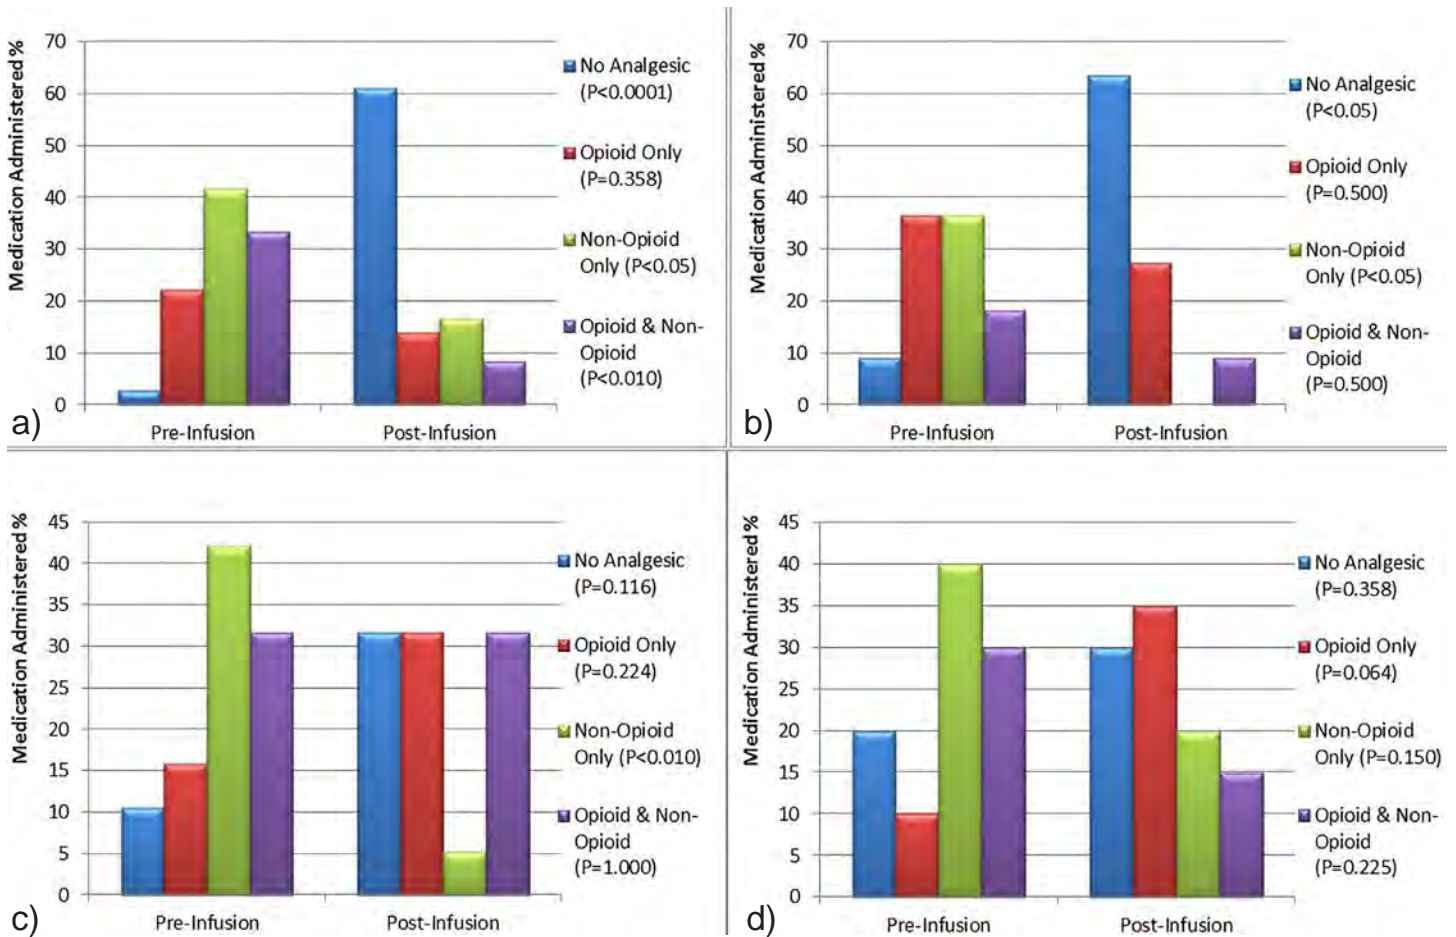 Medication Administered %
70
60
50
40
30
20
10
0
Pre-Infusion
Post-Infusion
No Analgesic
(P<0.0001)
Opioid Only
(P=0.358)
Non-Opioid
Only (P<0.05)
Opioid & Non-
Opioid
(P<0.010)
a)
Medication Administered %
70
60
50
40
30
20
10
0
Pre-Infusion
Post-Infusion
No Analgesic
(P<0.05)
Opioid Only
(P=0.500)
Non-Opioid
Only (P<0.05)
Opioid & Non-
Opioid
(P=0.500)
b)
Medication Administered %
45
40
35
30
25
20
15
10
5
0
Pre-Infusion
Post-Infusion
No Analgesic
(P=0.116)
Opioid Only
(P=0.224)
Non-Opioid
Only (P<0.010)
Opioid & Non-
Opioid
(P=1.000)
c)
Medication Administered %
45
40
35
30
25
20
15
10
5
0
Pre-Infusion
Post-Infusion
No Analgesic
(P=0.358)
Opioid Only
(P=0.064)
Non-Opioid
Only (P=0.150)
Opioid & Non-
Opioid
(P=0.225)
d)